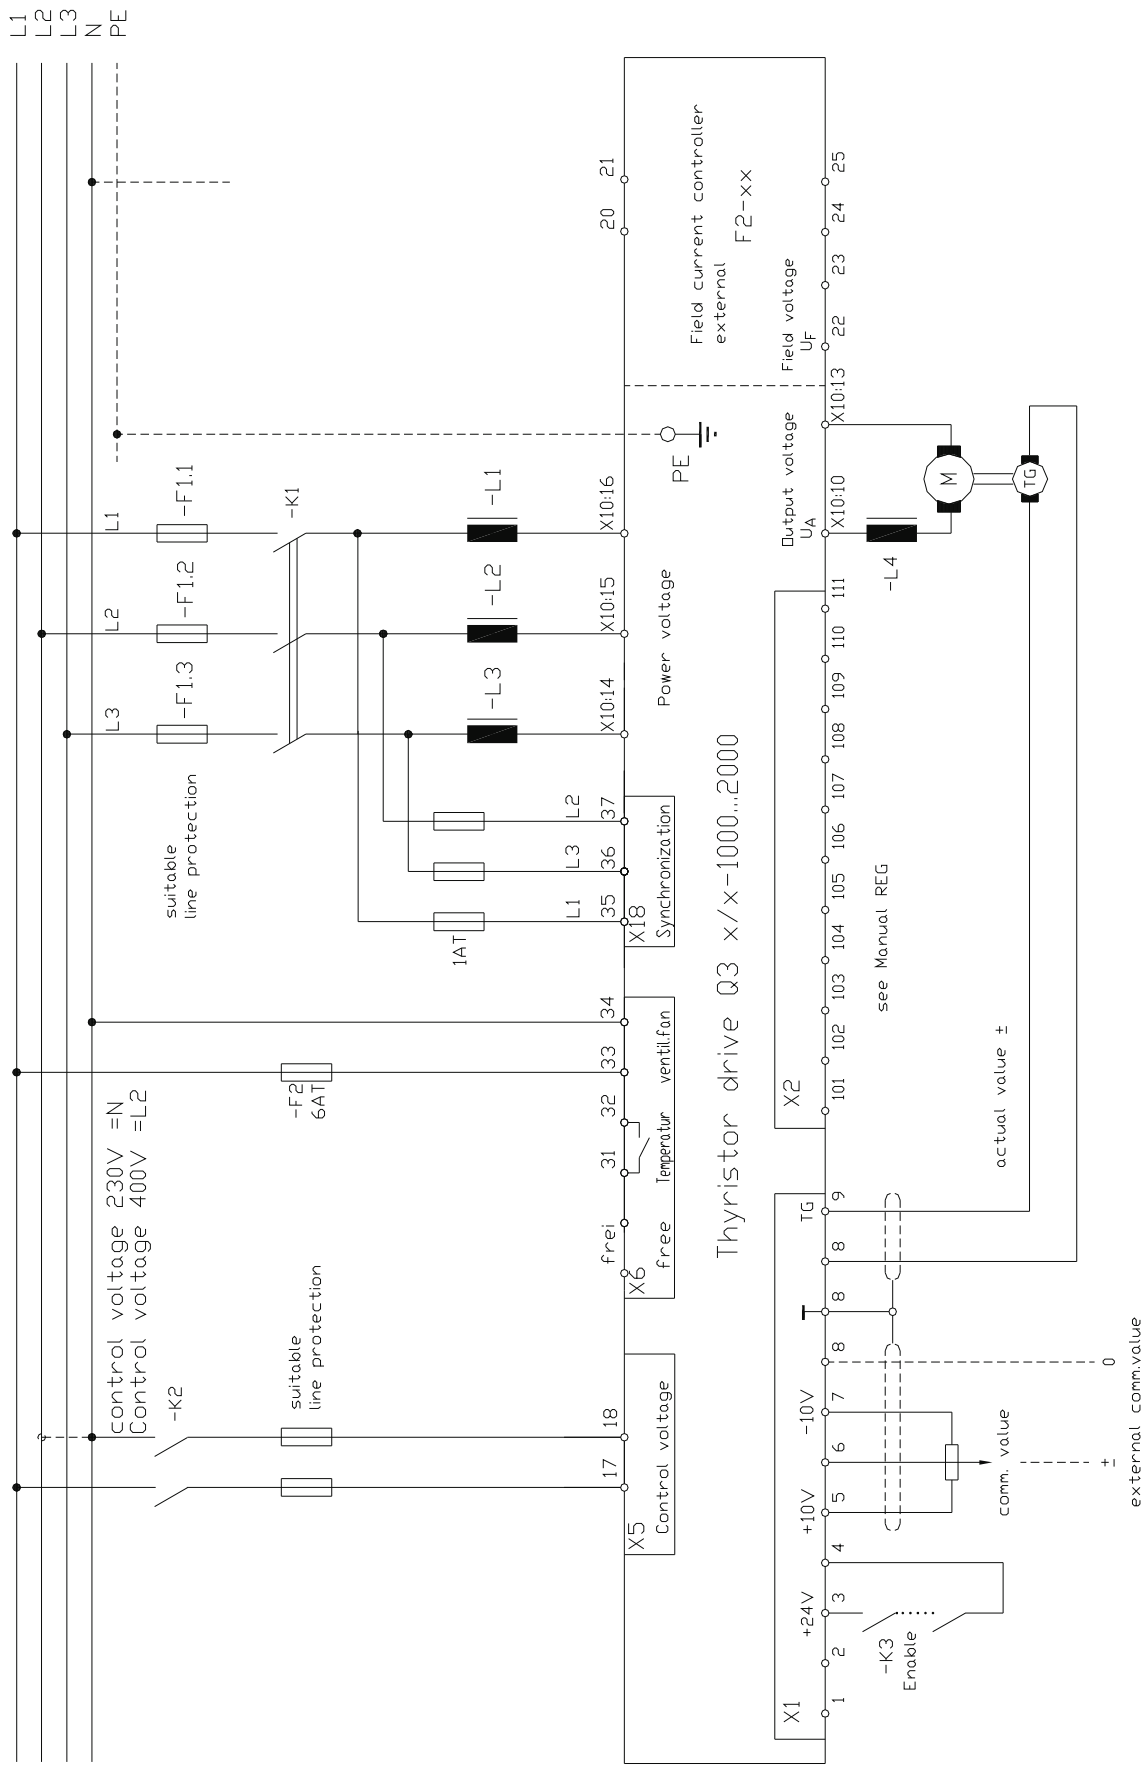 L1
L2
L3
N
PE
control voltage 230V =N
Control voltage 400V =L2
-K2
suitable
line protection
-F2
6AT
suitable
line protection
L3
L2
L1
-F1.3
-F1.2
-F1.1
-K1
1AT
-L3
-L2
-L1
L1
L3
L2
17
18
frei
31
32
33
34
35
36
37
X10:14
X10:15
X10:16
20
21
X5
Control voltage
X6
free
Temperatur
ventil.fan
X18
Synchronization
Power voltage
PE
Field current controller
external
F2-xx
Thyristor drive Q3 x/x-1000...2000
X1
+24V
+10V
-10V
TG
X2
Output voltage
UA
Field voltage
UF
1
2
3
4
5
6
7
8
8
8
9
101
102
103
104
105
106
107
108
109
110
111
X10:10
X10:13
22
23
24
25
-K3
Enable
see Manual REG
-L4
M
TG
comm. value
actual value ±
±
0
external comm.value